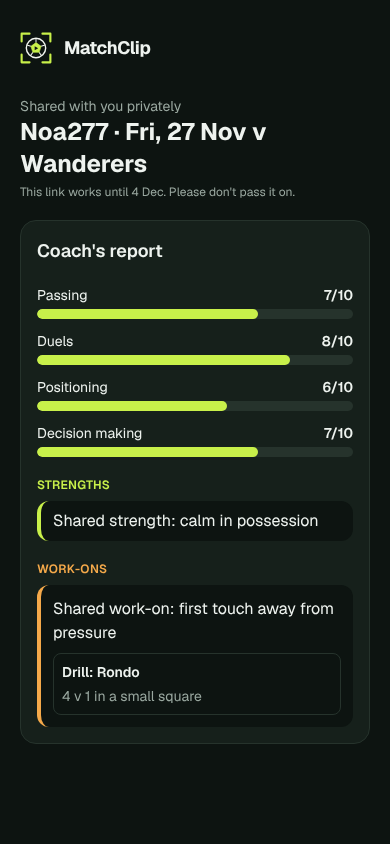 MatchClip
Shared with you privately
Noa277 · Fri, 27 Nov v
Wanderers
This link works until 4 Dec. Please don't pass it on.
Coach's report
Passing 7/10
Duels 8/10
Positioning 6/10
Decision making 7/10
STRENGTHS
Shared strength: calm in possession
WORK-ONS
Shared work-on: first touch away from
pressure
Drill: Rondo
4 v 1 in a small square